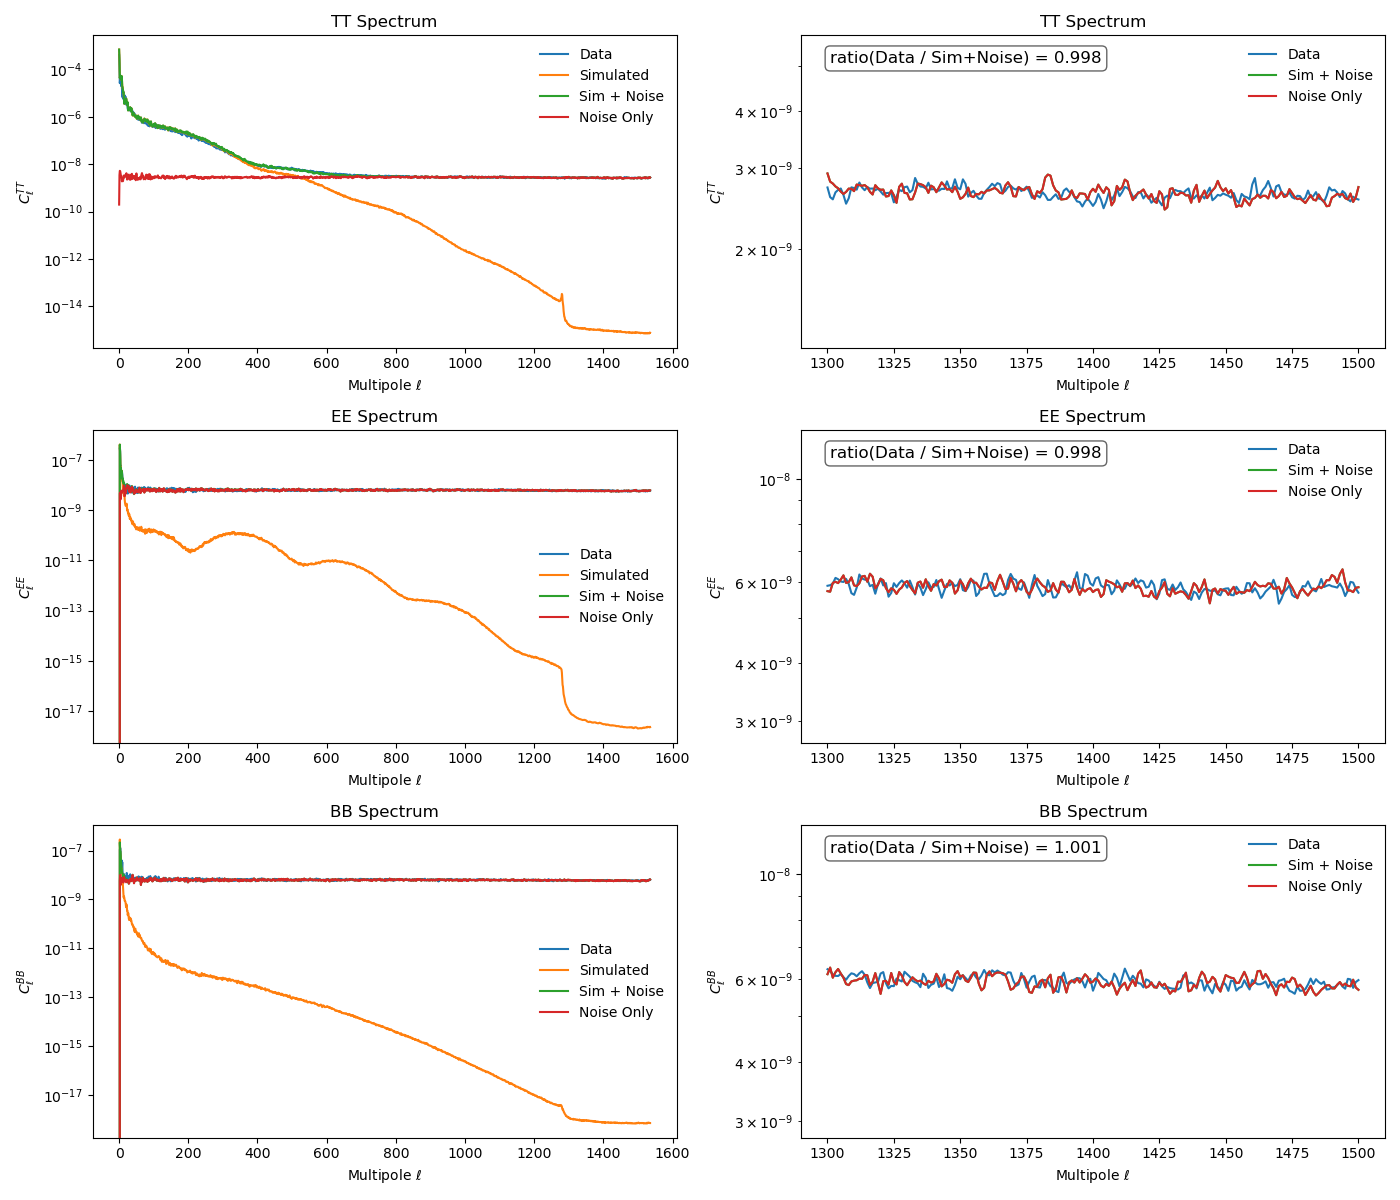 TT Spectrum
Data
Simulated
Sim + Noise
Noise Only
10⁻⁴
10⁻⁶
10⁻⁸
10⁻¹⁰
10⁻¹²
10⁻¹⁴
C_ℓ^TT
0 200 400 600 800 1000 1200 1400 1600
Multipole ℓ
TT Spectrum
ratio(Data / Sim+Noise) = 0.998
Data
Sim + Noise
Noise Only
4 × 10⁻⁹
3 × 10⁻⁹
2 × 10⁻⁹
C_ℓ^TT
1300 1325 1350 1375 1400 1425 1450 1475 1500
Multipole ℓ
EE Spectrum
10⁻⁷
10⁻⁹
10⁻¹¹
10⁻¹³
10⁻¹⁵
10⁻¹⁷
C_ℓ^EE
Data
Simulated
Sim + Noise
Noise Only
0 200 400 600 800 1000 1200 1400 1600
Multipole ℓ
EE Spectrum
ratio(Data / Sim+Noise) = 0.998
Data
Sim + Noise
Noise Only
10⁻⁸
6 × 10⁻⁹
4 × 10⁻⁹
3 × 10⁻⁹
C_ℓ^EE
1300 1325 1350 1375 1400 1425 1450 1475 1500
Multipole ℓ
BB Spectrum
10⁻⁷
10⁻⁹
10⁻¹¹
10⁻¹³
10⁻¹⁵
10⁻¹⁷
C_ℓ^BB
Data
Simulated
Sim + Noise
Noise Only
0 200 400 600 800 1000 1200 1400 1600
Multipole ℓ
BB Spectrum
ratio(Data / Sim+Noise) = 1.001
Data
Sim + Noise
Noise Only
10⁻⁸
6 × 10⁻⁹
4 × 10⁻⁹
3 × 10⁻⁹
C_ℓ^BB
1300 1325 1350 1375 1400 1425 1450 1475 1500
Multipole ℓ